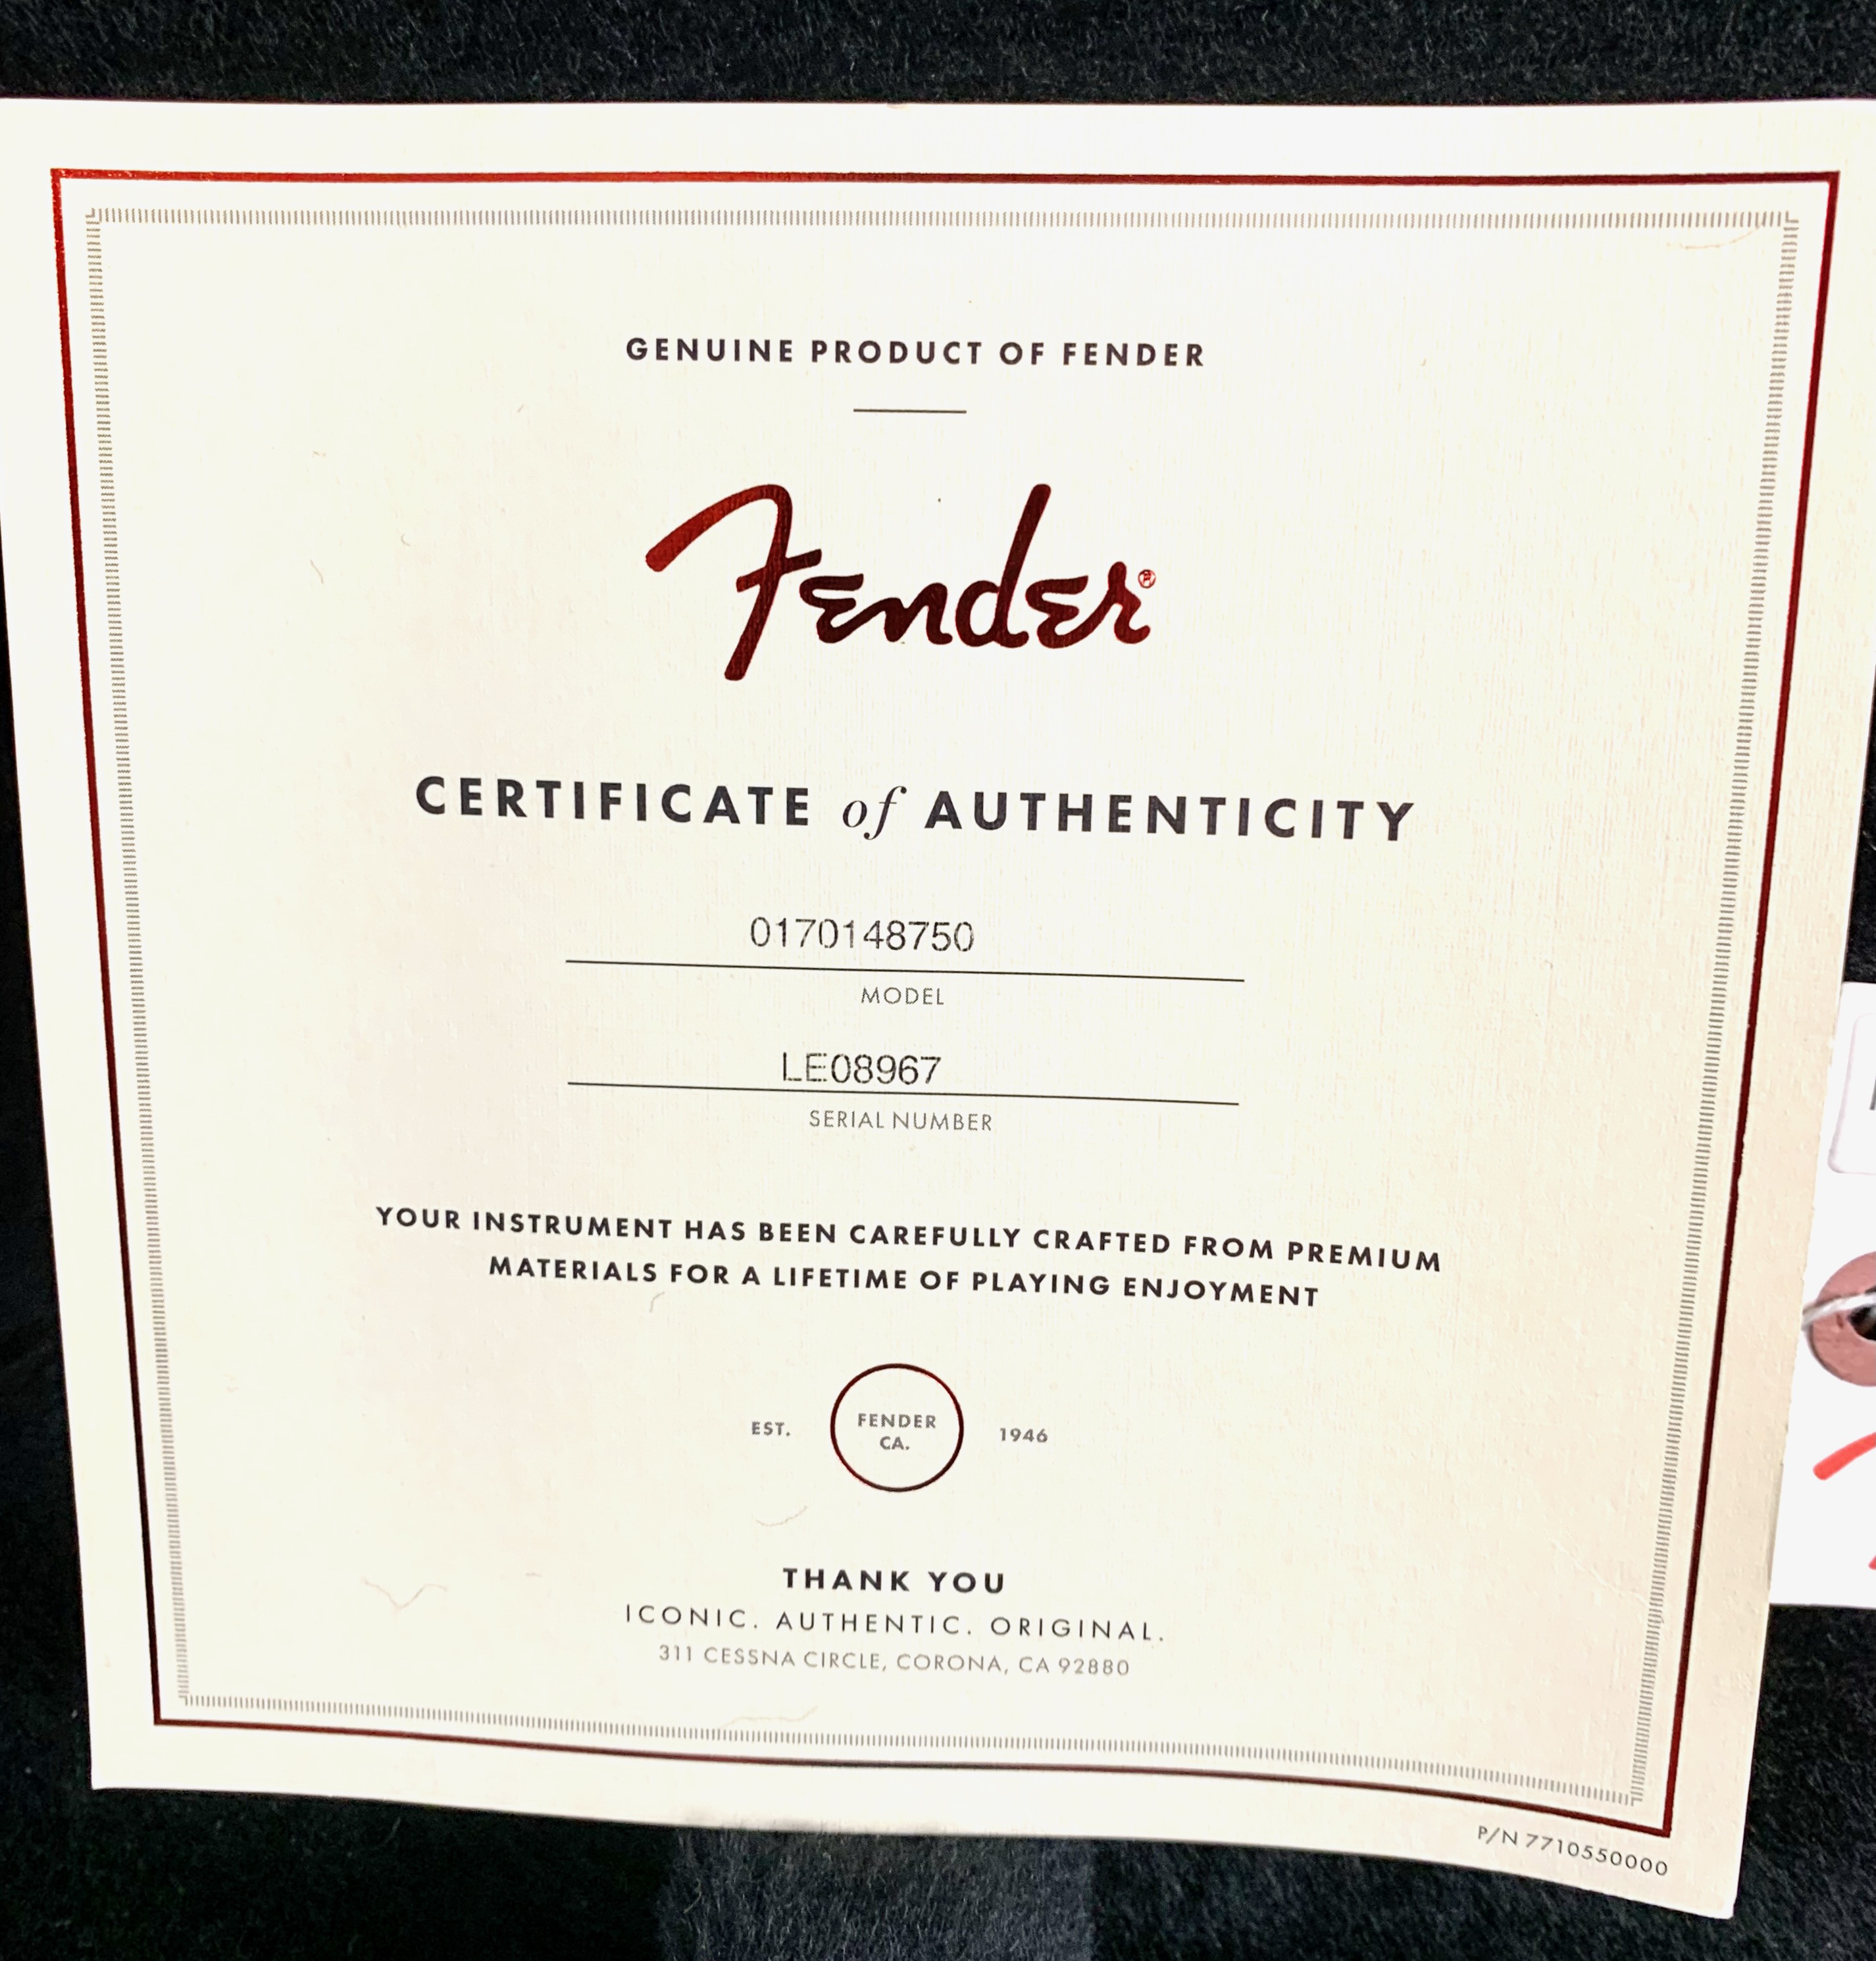 GENUINE PRODUCT OF FENDER
Fender®
CERTIFICATE of AUTHENTICITY
0170148750
MODEL
LE08967
SERIAL NUMBER
YOUR INSTRUMENT HAS BEEN CAREFULLY CRAFTED FROM PREMIUM
MATERIALS FOR A LIFETIME OF PLAYING ENJOYMENT
EST. FENDER 1946
CA.
THANK YOU
ICONIC. AUTHENTIC. ORIGINAL.
311 CESSNA CIRCLE, CORONA, CA 92880
P/N 7710550000